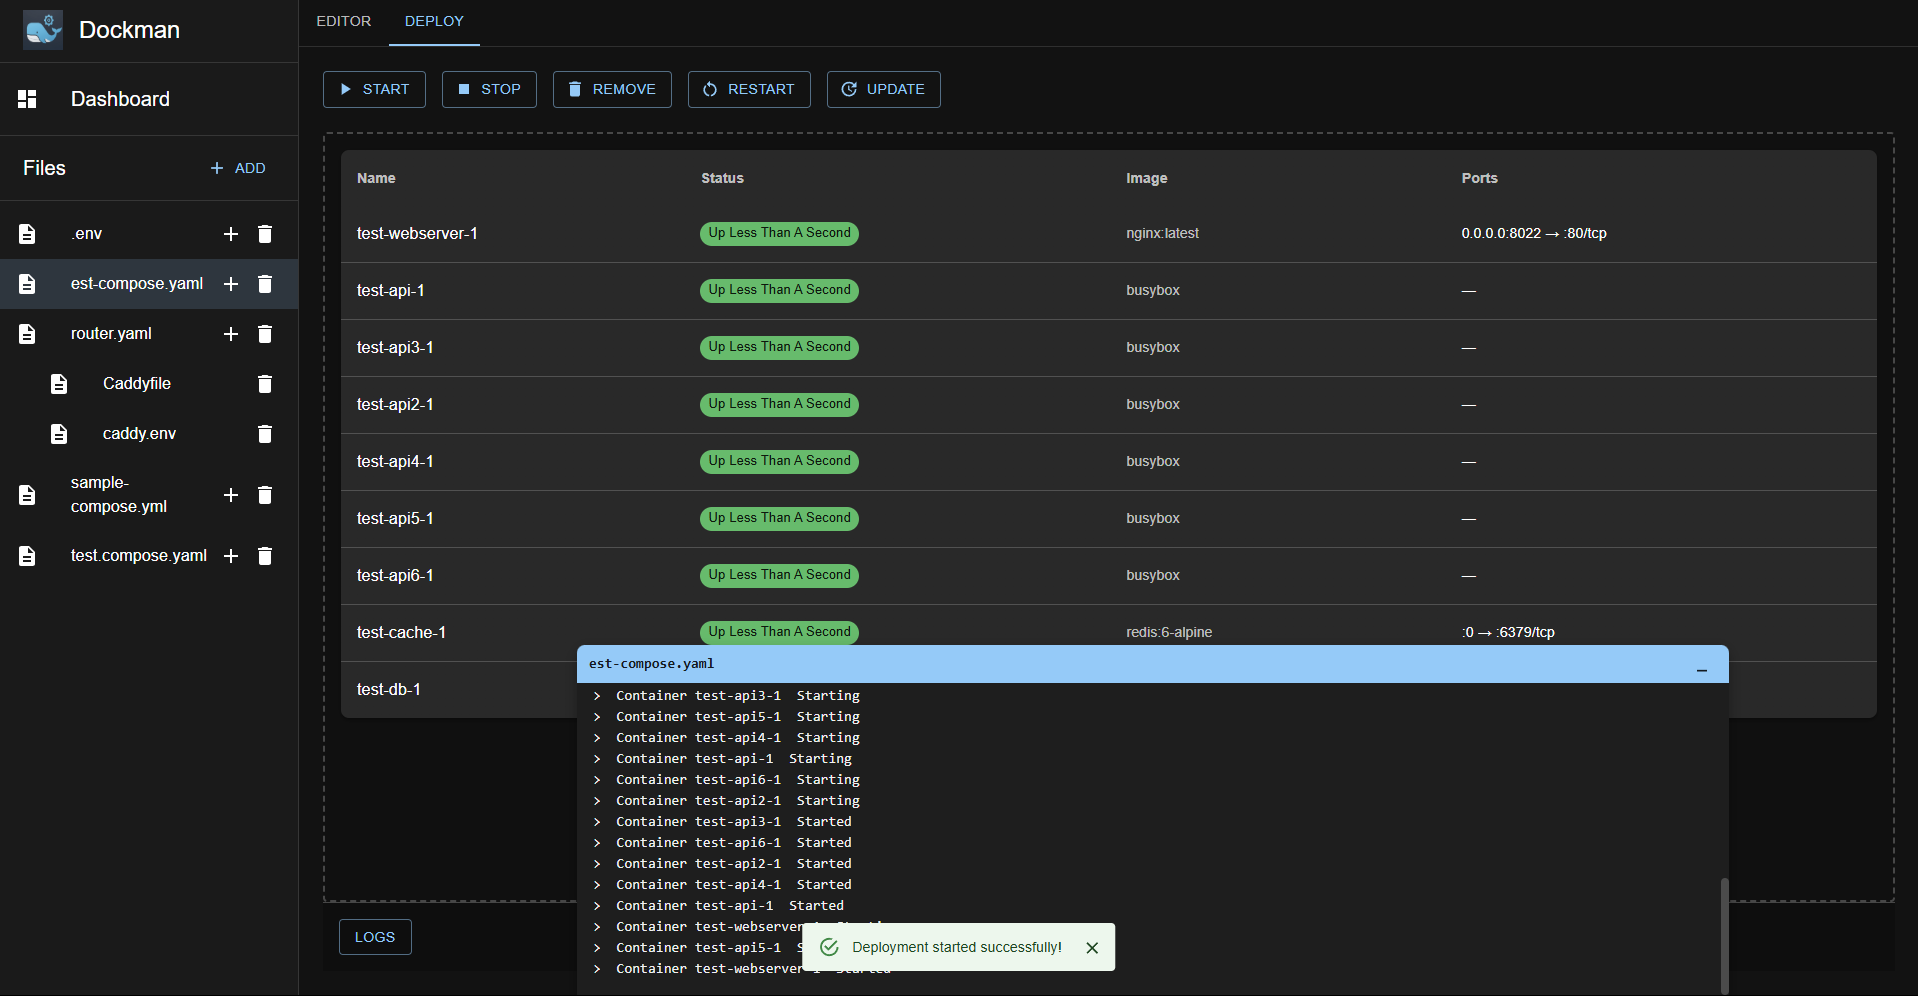 Dockman
Dashboard
Files
ADD
.env
est-compose.yaml
router.yaml
Caddyfile
caddy.env
sample-
compose.yml
test.compose.yaml
EDITOR DEPLOY
START STOP REMOVE RESTART UPDATE
Name Status Image Ports
test-webserver-1 Up Less Than A Second nginx:latest 0.0.0.0:8022 → :80/tcp
test-api-1 Up Less Than A Second busybox —
test-api3-1 Up Less Than A Second busybox —
test-api2-1 Up Less Than A Second busybox —
test-api4-1 Up Less Than A Second busybox —
test-api5-1 Up Less Than A Second busybox —
test-api6-1 Up Less Than A Second busybox —
test-cache-1 Up Less Than A Second redis:6-alpine :0 → :6379/tcp
test-db-1
est-compose.yaml
> Container test-api3-1 Starting
> Container test-api5-1 Starting
> Container test-api4-1 Starting
> Container test-api-1 Starting
> Container test-api6-1 Starting
> Container test-api2-1 Starting
> Container test-api3-1 Started
> Container test-api6-1 Started
> Container test-api2-1 Started
> Container test-api4-1 Started
> Container test-api-1 Started
> Container test-webserver
> Container test-api5-1
> Container test-webserver-1 Started
Deployment started successfully!
LOGS